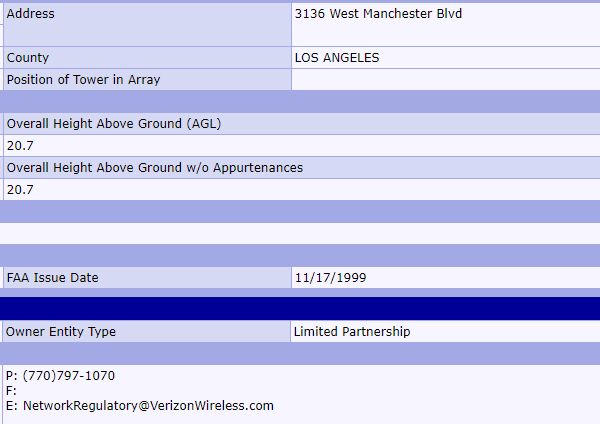 Address 3136 West Manchester Blvd
County LOS ANGELES
Position of Tower in Array
Overall Height Above Ground (AGL)
20.7
Overall Height Above Ground w/o Appurtenances
20.7
FAA Issue Date 11/17/1999
Owner Entity Type Limited Partnership
P: (770)797-1070
F:
E: NetworkRegulatory@VerizonWireless.com